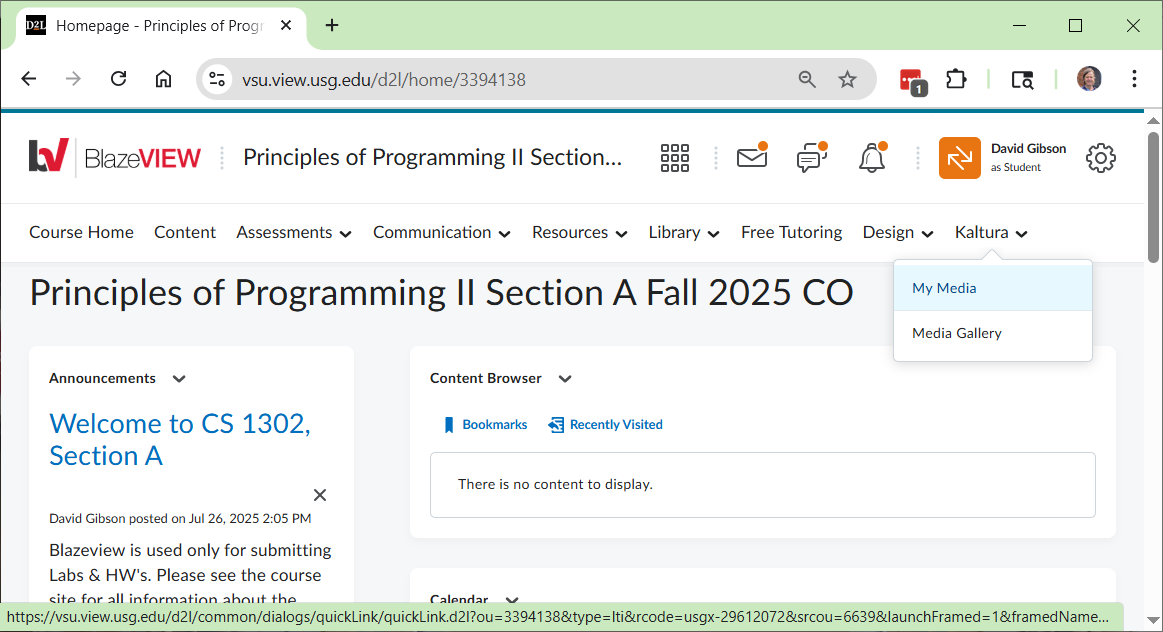 D2L Homepage - Principles of Progr
vsu.view.usg.edu/d2l/home/3394138
1
BlazeVIEW
Principles of Programming II Section...
David Gibson
as Student
Course Home Content Assessments Communication Resources Library Free Tutoring Design Kaltura
My Media
Media Gallery
Principles of Programming II Section A Fall 2025 CO
Announcements
Welcome to CS 1302,
Section A
David Gibson posted on Jul 26, 2025 2:05 PM
Blazeview is used only for submitting
Labs & HW's. Please see the course
site for all information about the
Content Browser
Bookmarks Recently Visited
There is no content to display.
Calendar
https://vsu.view.usg.edu/d2l/common/dialogs/quickLink/quickLink.d2l?ou=3394138&type=lti&rcode=usgx-29612072&srcou=6639&launchFramed=1&framedName...